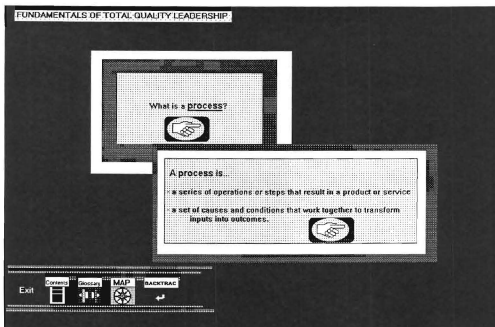 FUNDAMENTALS OF TOTAL QUALITY LEADERSHIP
What is a process?
A process is...
- a series of operations or steps that result in a product or service
- a set of causes and conditions that work together to transform
inputs into outcomes.
Exit Contents Glossary MAP BACKTRAC